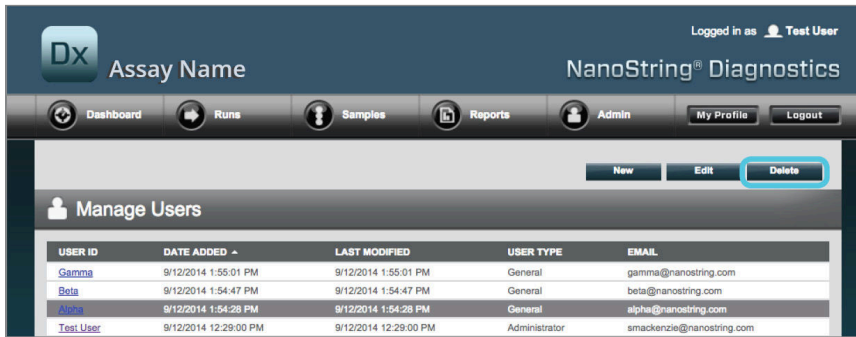 Logged in as Test User
Dx Assay Name NanoString® Diagnostics
Dashboard Runs Samples Reports Admin My Profile Logout
New Edit Delete
Manage Users
USER ID DATE ADDED LAST MODIFIED USER TYPE EMAIL
Gamma 9/12/2014 1:55:01 PM 9/12/2014 1:55:01 PM General gamma@nanostring.com
Beta 9/12/2014 1:54:47 PM 9/12/2014 1:54:47 PM General beta@nanostring.com
Alpha 9/12/2014 1:54:28 PM 9/12/2014 1:54:28 PM General alpha@nanostring.com
Test User 9/12/2014 12:29:00 PM 9/12/2014 12:29:00 PM Administrator smackenzie@nanostring.com